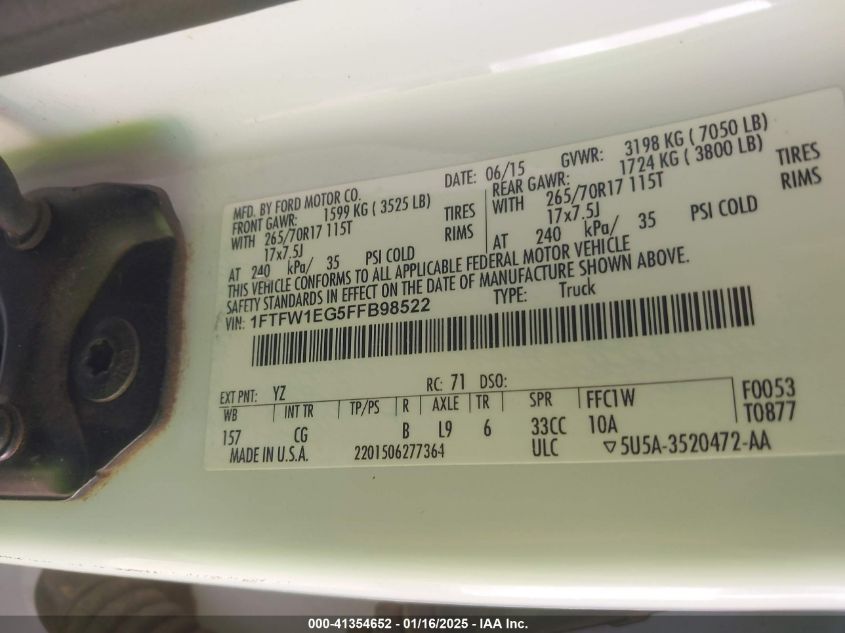 MFD. BY FORD MOTOR CO. DATE: 06/15 GVWR: 3198 KG ( 7050 LB)
FRONT GAWR: 1599 KG ( 3525 LB) REAR GAWR: 1724 KG ( 3800 LB)
WITH 265/70R17 115T TIRES WITH 265/70R17 115T TIRES
17x7.5J RIMS 17x7.5J RIMS
AT 240 kPa/ 35 PSI COLD AT 240 kPa/ 35 PSI COLD
THIS VEHICLE CONFORMS TO ALL APPLICABLE FEDERAL MOTOR VEHICLE
SAFETY STANDARDS IN EFFECT ON THE DATE OF MANUFACTURE SHOWN ABOVE.
VIN: 1FTFW1EG5FFB98522 TYPE: Truck
EXT PNT: YZ RC: 71 DSO:
WB INT TR TP/PS R AXLE TR SPR FFC1W F0053
157 CG B L9 6 33CC 10A T0877
MADE IN U.S.A. 2201506277364 ULC ▽5U5A-3520472-AA
000-41354652 - 01/16/2025 - IAA Inc.